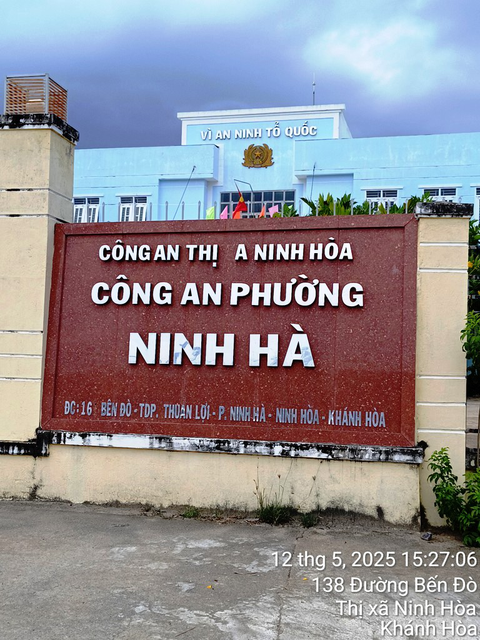 VÌ AN NINH TỔ QUỐC
CÔNG AN THỊ A NINH HÒA
CÔNG AN PHƯỜNG
NINH HÀ
ĐC: 16 BẾN ĐÒ - TDP. THUẬN LỢI - P. NINH HÀ - NINH HÒA - KHÁNH HÒA
12 thg 5, 2025 15:27:06
138 Đường Bến Đò
Thị xã Ninh Hòa
Khánh Hòa